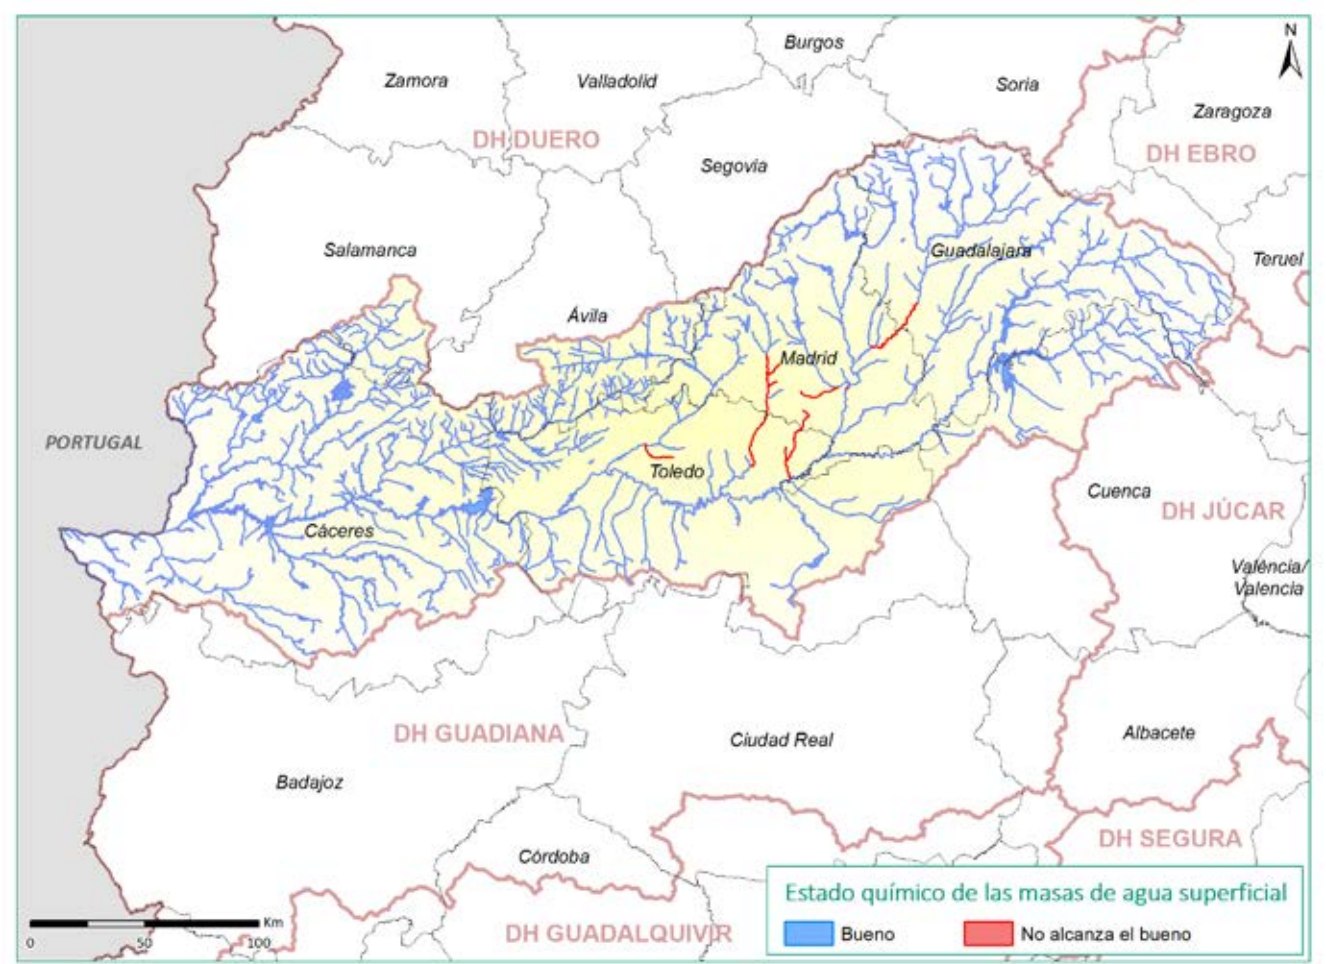 Burgos
N
Zamora
Valladolid
Soria
Zaragoza
DH DUERO
DH EBRO
Segovia
Salamanca
Guadalajara
Teruel
Ávila
Madrid
PORTUGAL
Toledo
Cuenca
DH JÚCAR
Cáceres
València/
Valencia
DH GUADIANA
Ciudad Real
Albacete
Badajoz
DH SEGURA
Córdoba
Estado químico de las masas de agua superficial
Km
DH GUADALQUIVIR
Bueno
No alcanza el bueno
0 50 100